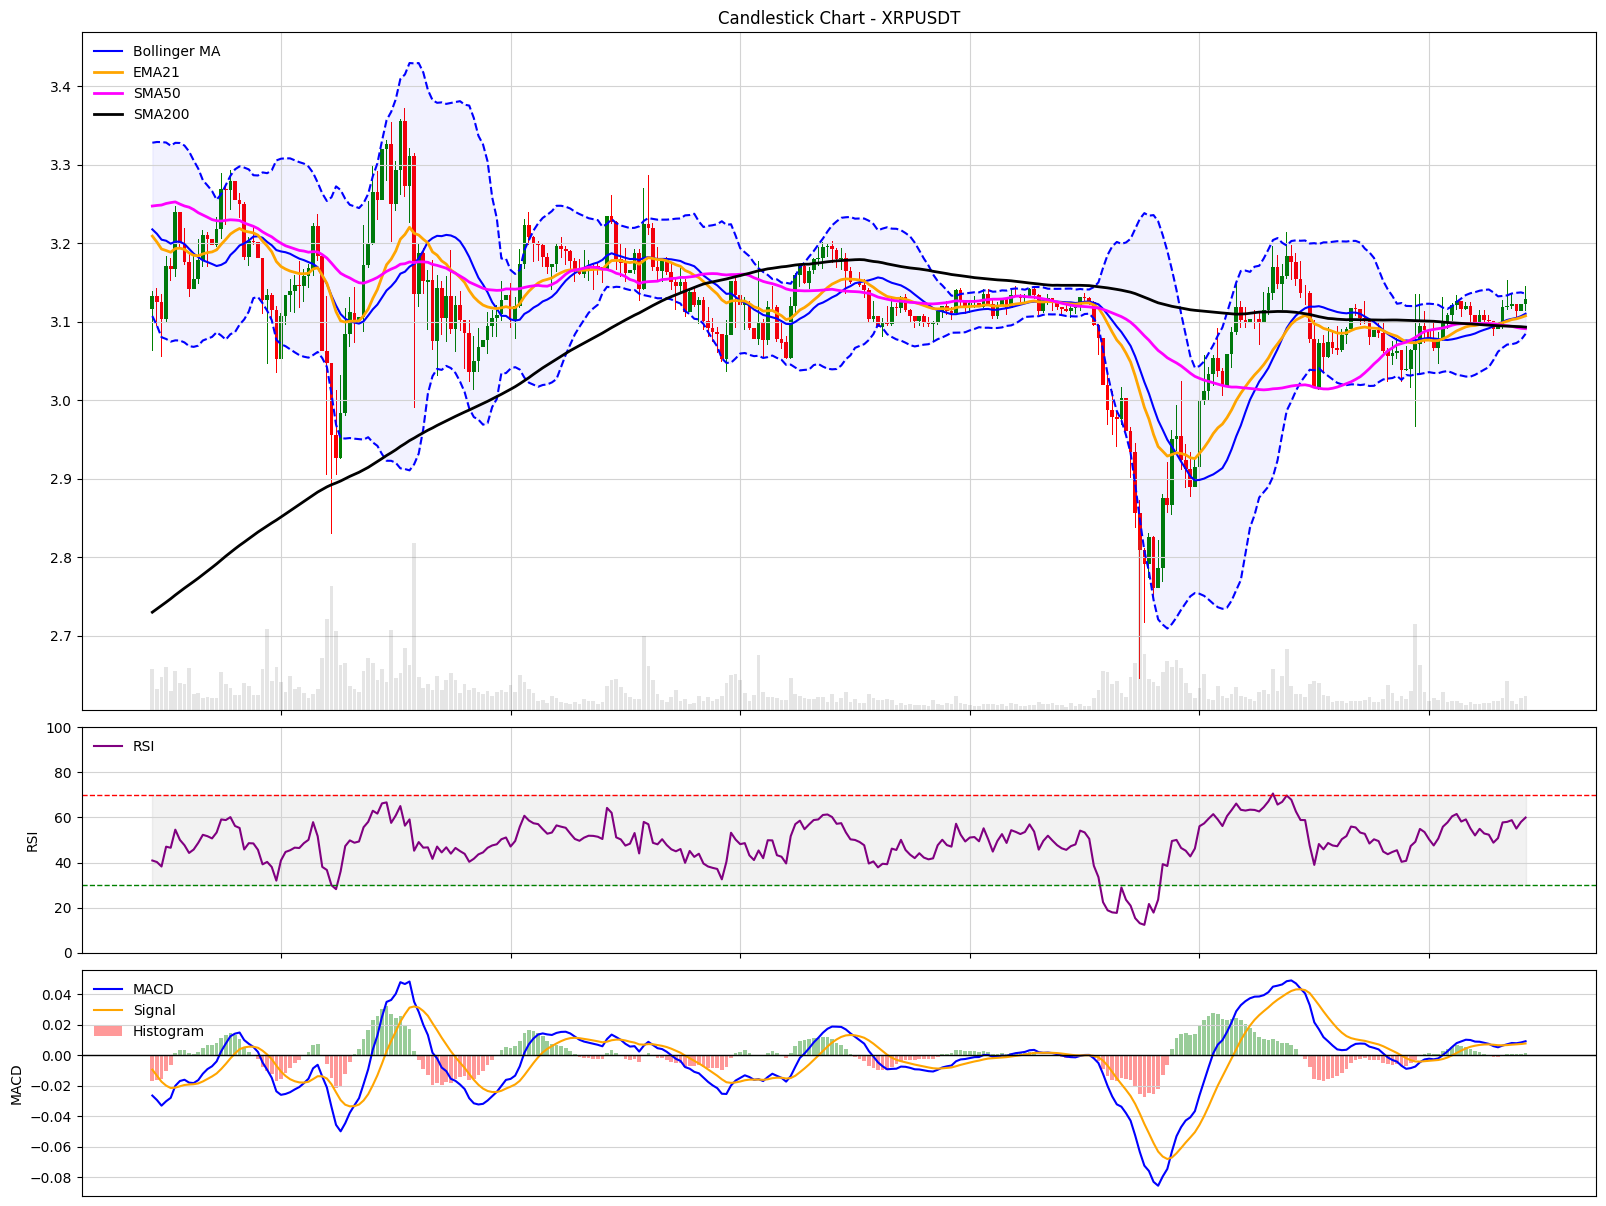 Candlestick Chart - XRPUSDT
Bollinger MA
EMA21
SMA50
SMA200
3.4
3.3
3.2
3.1
3.0
2.9
2.8
2.7
RSI
100
80
60
40
20
0
RSI
MACD
Signal
Histogram
0.04
0.02
0.00
−0.02
−0.04
−0.06
−0.08
MACD